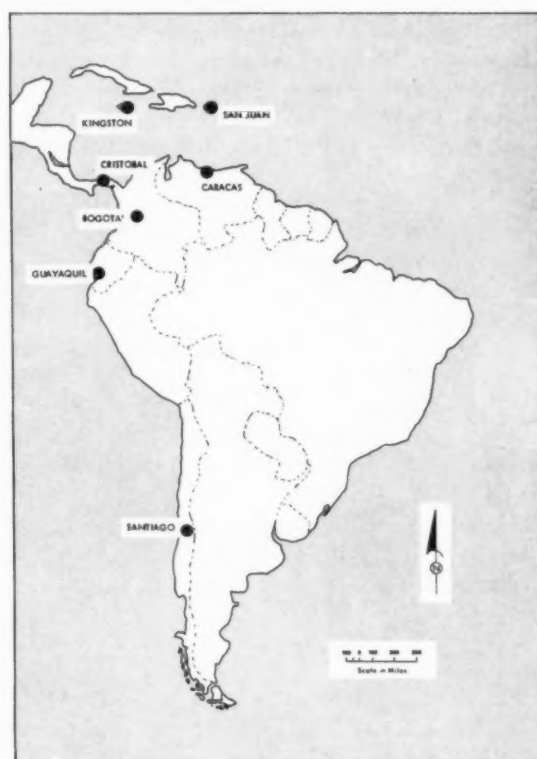 KINGSTON
SAN JUAN
CRISTOBAL
CARACAS
BOGOTA'
GUAYAQUIL
SANTIAGO
N
Scale in Miles